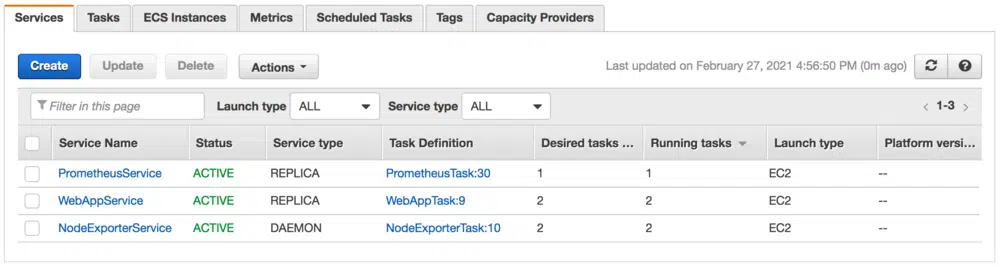 Services Tasks ECS Instances Metrics Scheduled Tasks Tags Capacity Providers
Create Update Delete Actions Last updated on February 27, 2021 4:56:50 PM (0m ago)
Filter in this page Launch type ALL Service type ALL 1-3
Service Name Status Service type Task Definition Desired tasks ... Running tasks Launch type Platform versi...
PrometheusService ACTIVE REPLICA PrometheusTask:30 1 1 EC2 --
WebAppService ACTIVE REPLICA WebAppTask:9 2 2 EC2 --
NodeExporterService ACTIVE DAEMON NodeExporterTask:10 2 2 EC2 --